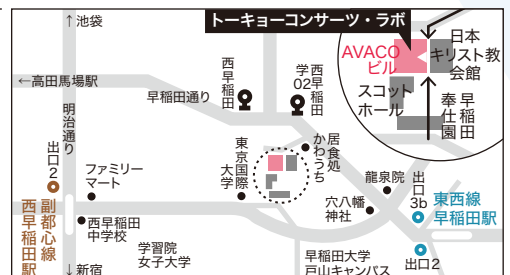 ↑池袋
トーキョーコンサーツ・ラボ
AVACO
ビル
日本
キリスト教
会館
スコット
ホール
早稲田
奉仕園
←高田馬場駅
明治通り
早稲田通り
西早稲田
学02
西早稲田
居食処
かわうち
東京国際
大学
出口2
副都心線
西早稲田駅
ファミリー
マート
西早稲田
中学校
学習院
女子大学
↓新宿
龍泉院
穴八幡
神社
出口
3b
東西線
早稲田駅
出口2
早稲田大学
戸山キャンパス